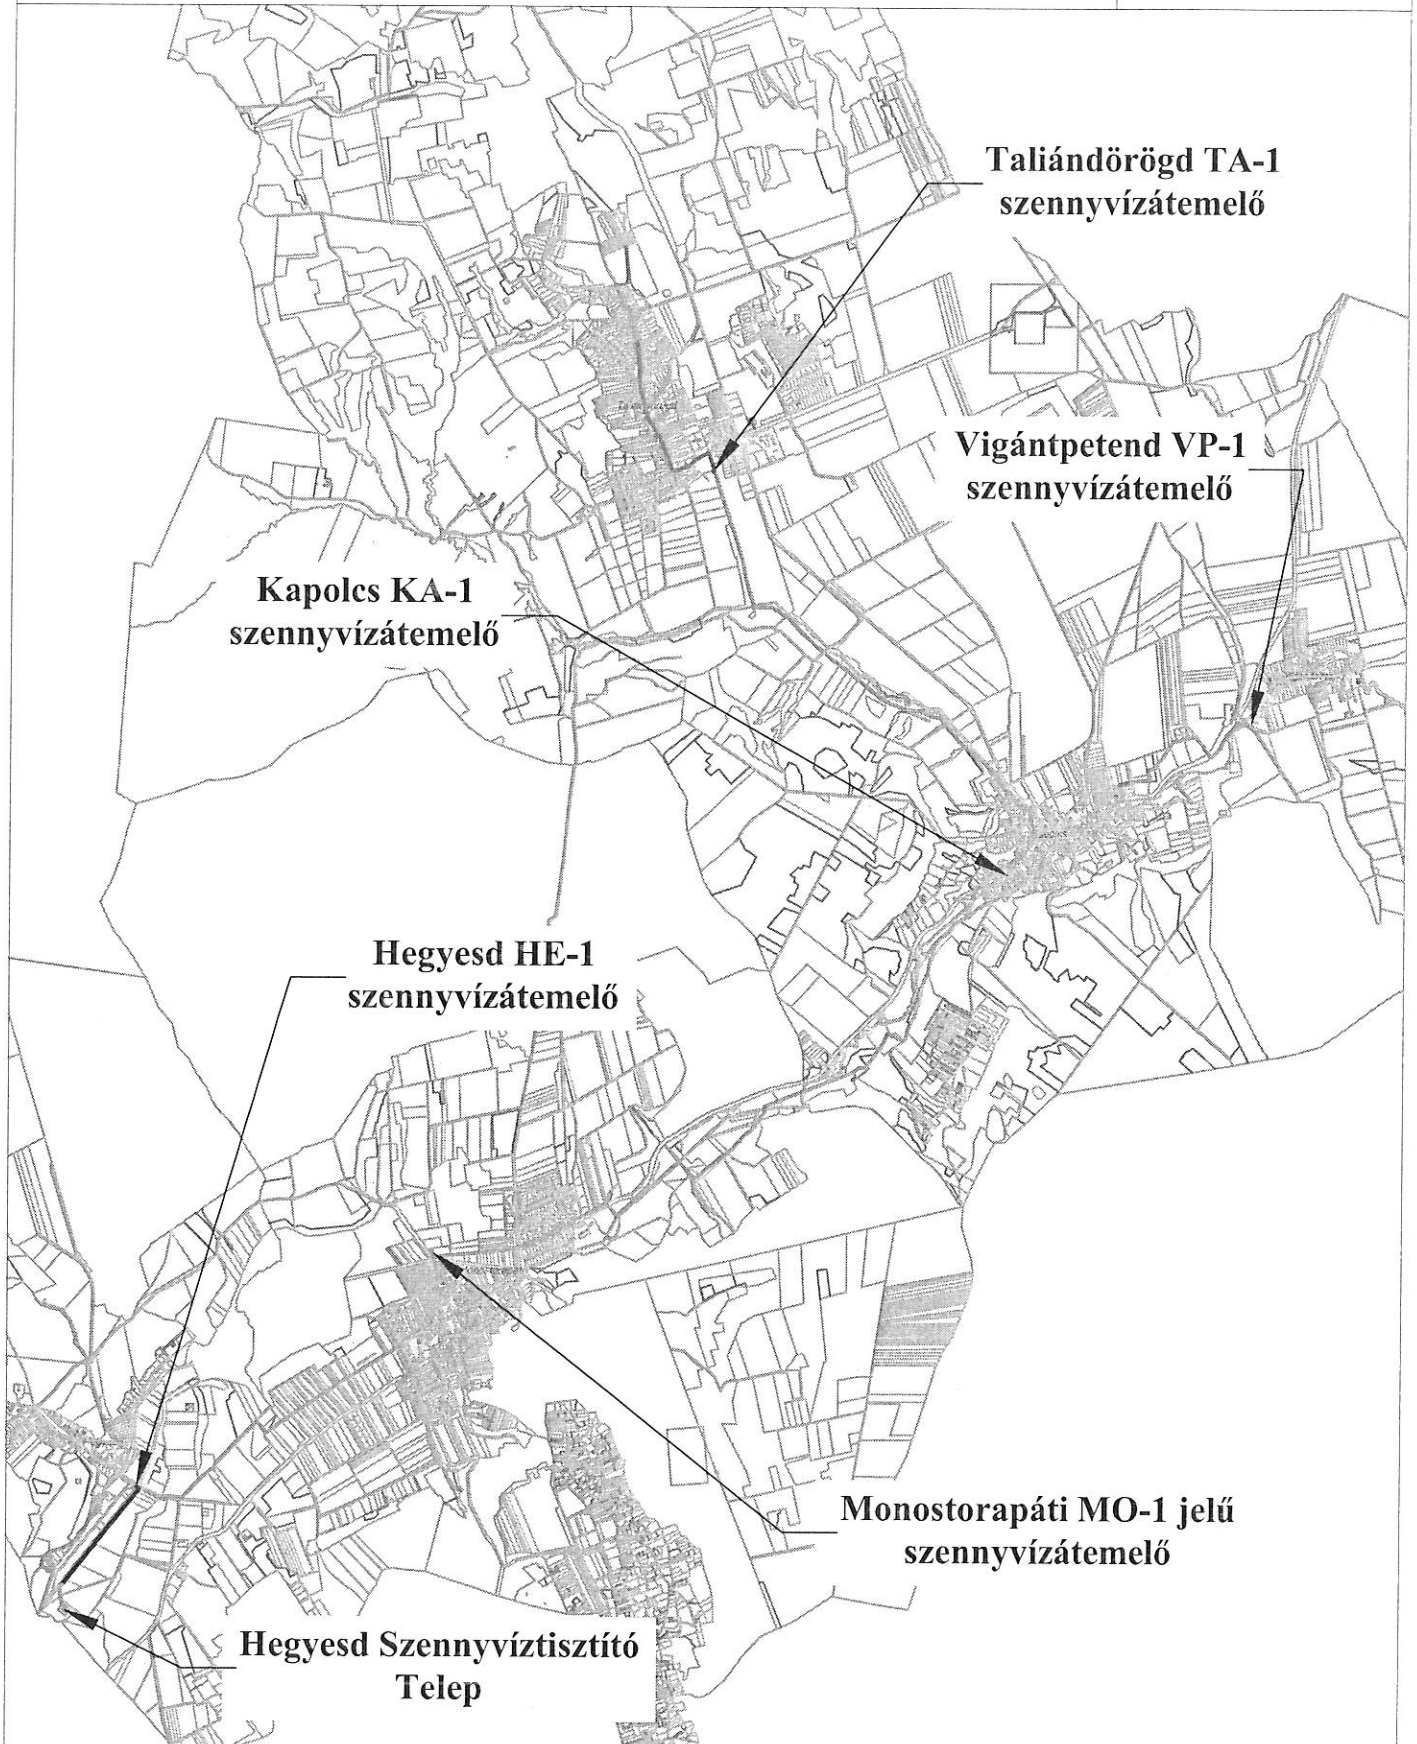 Taliándörögd TA-1
szennyvízátemelő
Vigántpetend VP-1
szennyvízátemelő
Kapolcs KA-1
szennyvízátemelő
Hegyesd HE-1
szennyvízátemelő
Monostorapáti MO-1 jelű
szennyvízátemelő
Hegyesd Szennyvíztisztító
Telep